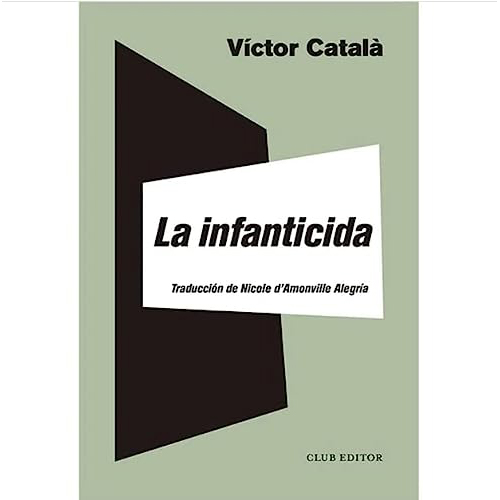 Víctor Català
La infanticida
Traducción de Nicole d'Amonville Alegría
CLUB EDITOR